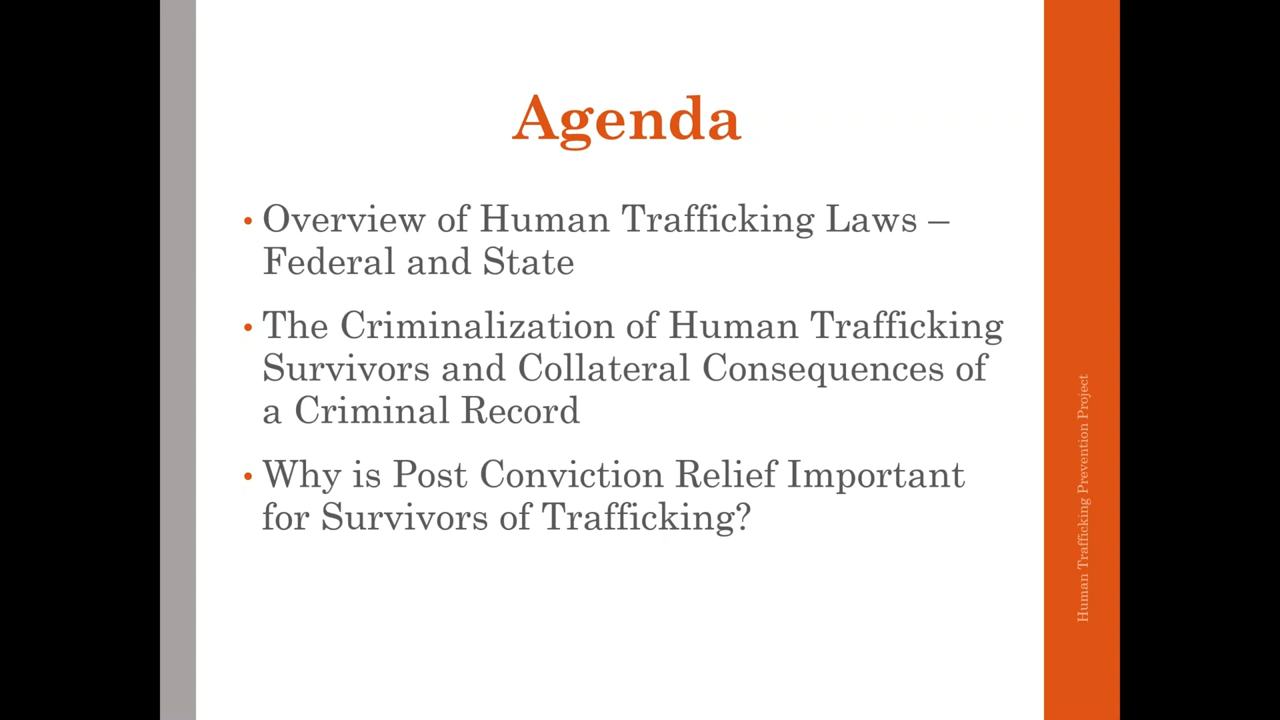 Agenda
• Overview of Human Trafficking Laws –
Federal and State
• The Criminalization of Human Trafficking
Survivors and Collateral Consequences of
a Criminal Record
• Why is Post Conviction Relief Important
for Survivors of Trafficking?
Human Trafficking Prevention Project